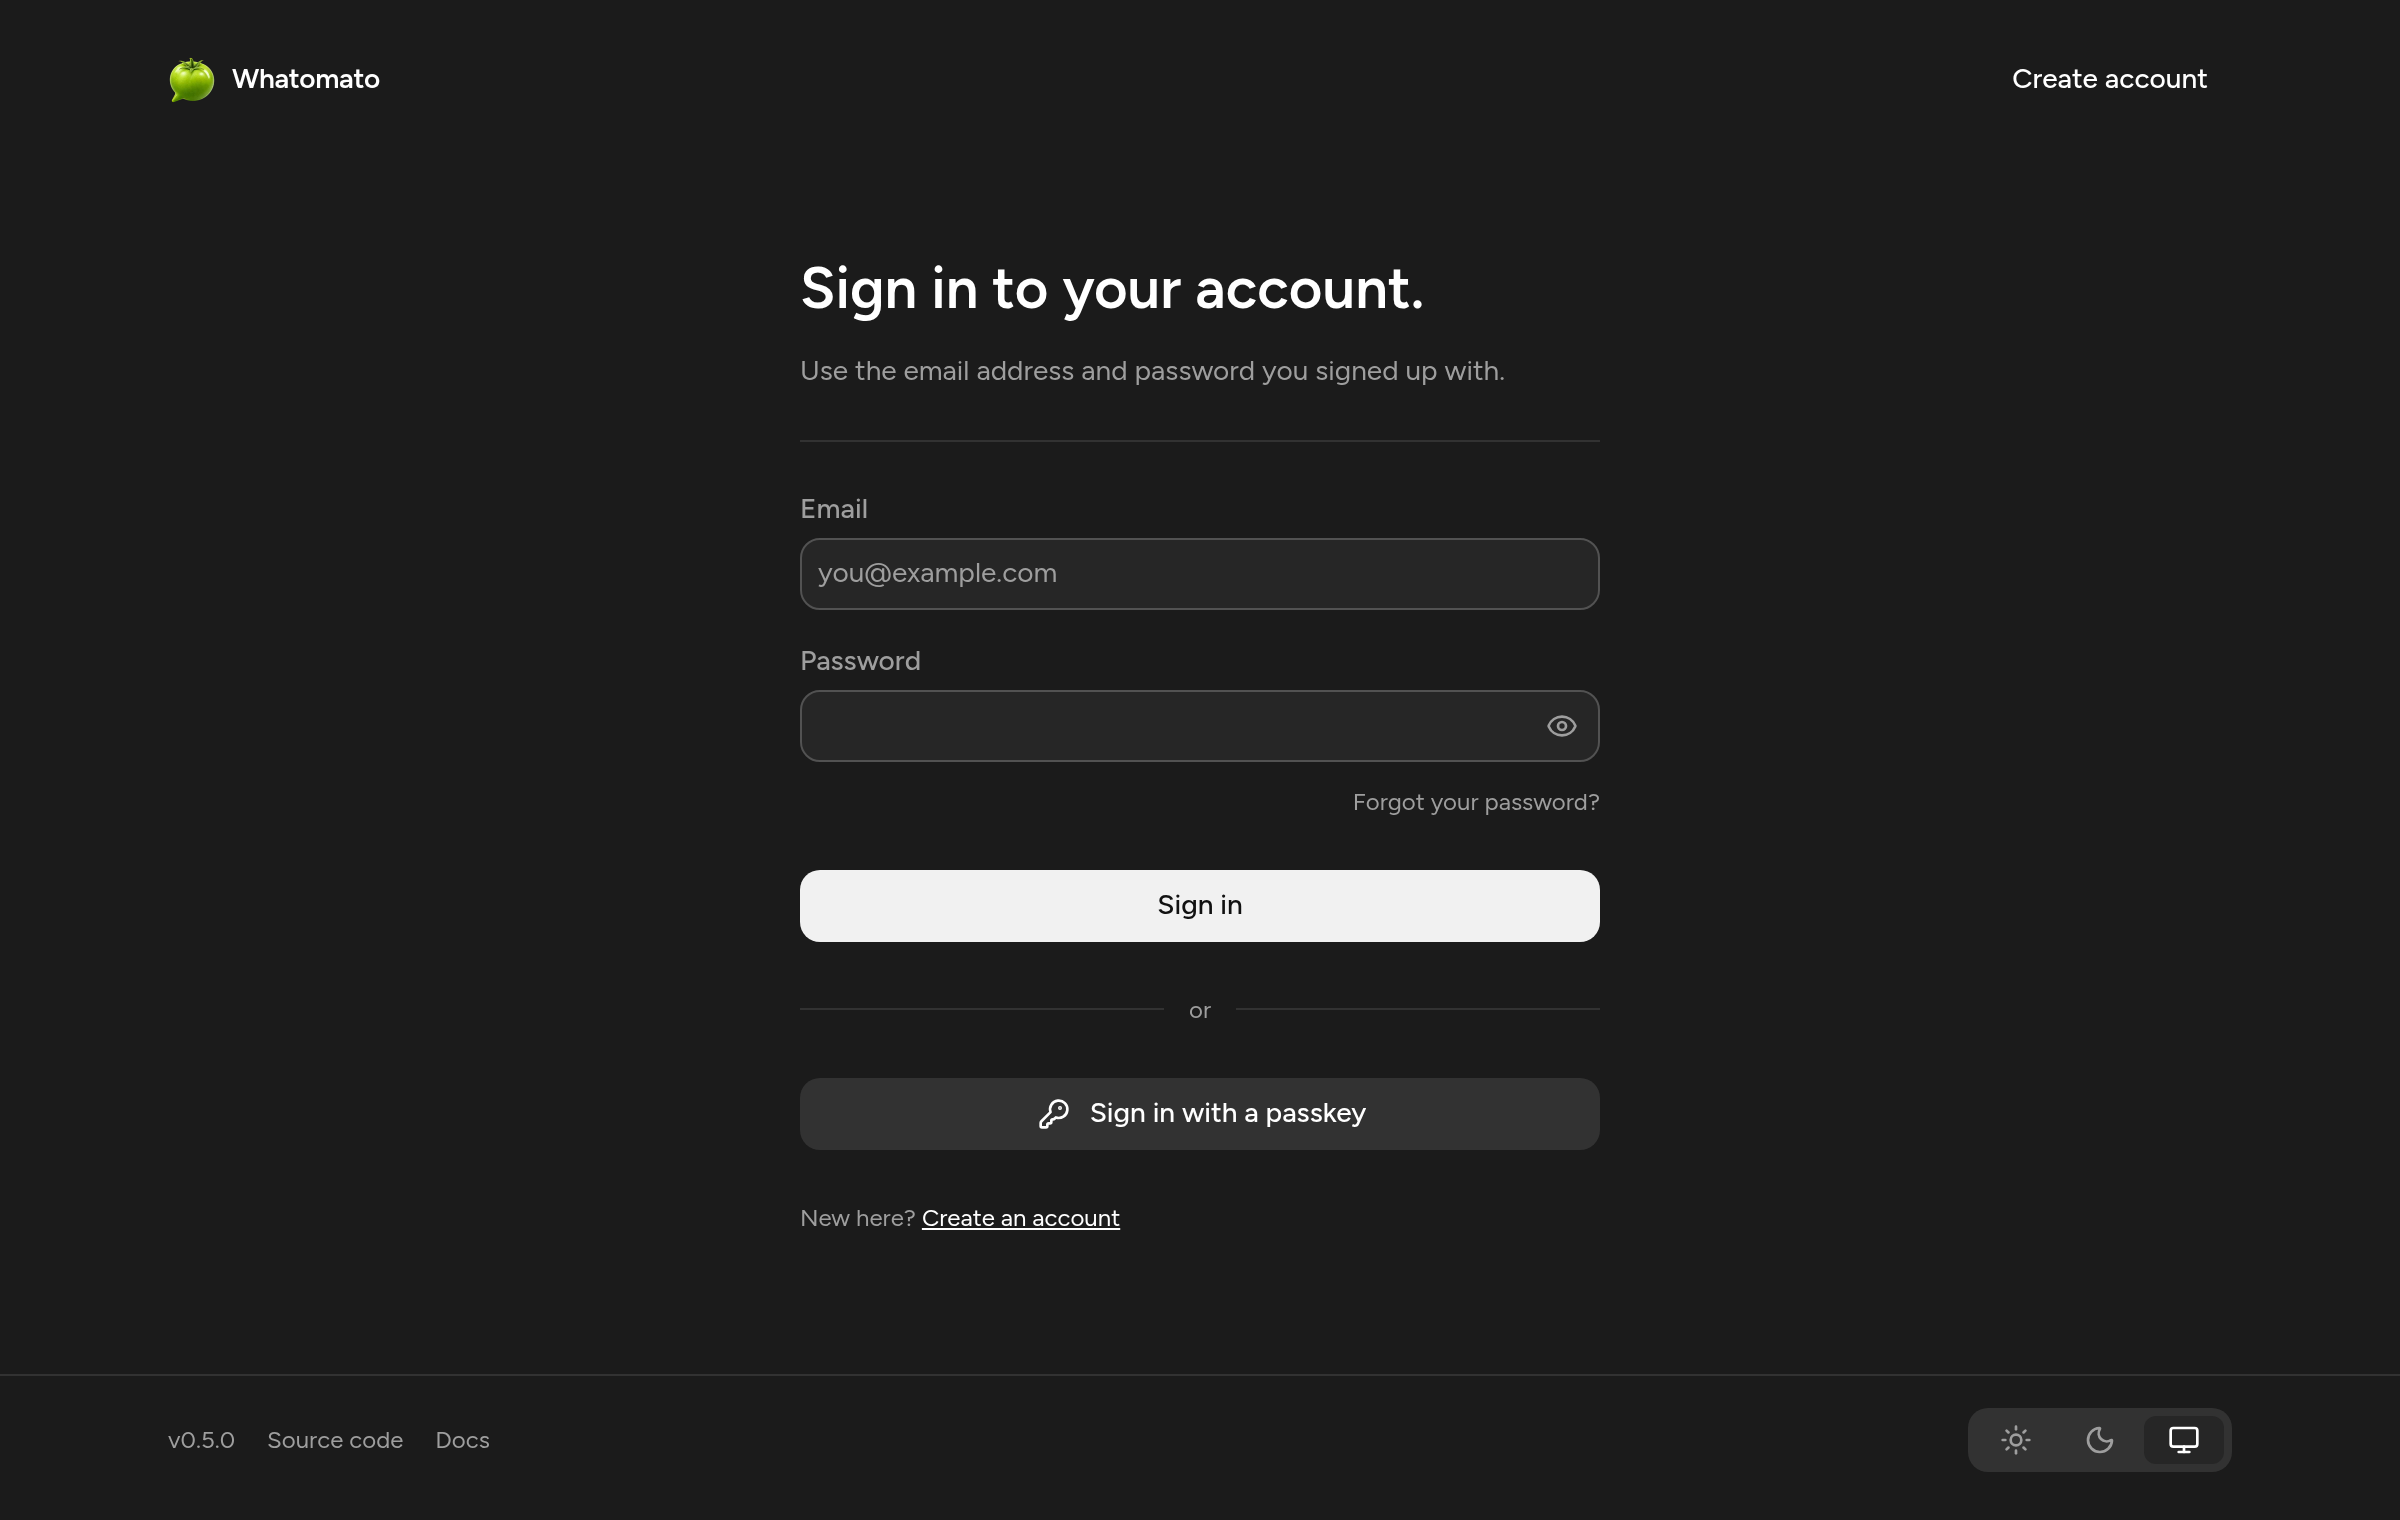 Whatomato
Create account
Sign in to your account.
Use the email address and password you signed up with.
Email
you@example.com
Password
Forgot your password?
Sign in
or
Sign in with a passkey
New here? Create an account
v0.5.0 Source code Docs